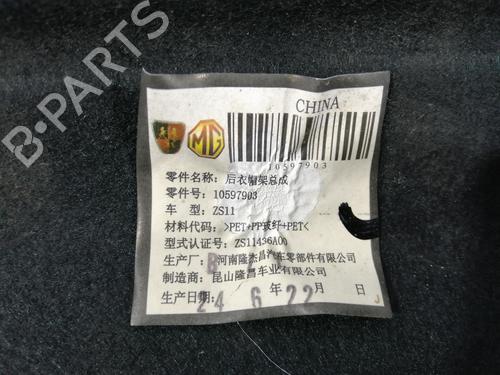 CHINA
MG
10597903
零件名称：后衣帽架总成
零件号：10597903
车 型：ZS11
材料代码：>PET+PP玻纤+PET<
型式认证号：ZS11436A00
生产厂：河南隆杰昌汽车零部件有限公司
制造商：昆山隆昌车业有限公司
生产日期： 年 月 日
24 6 22
B-PARTS